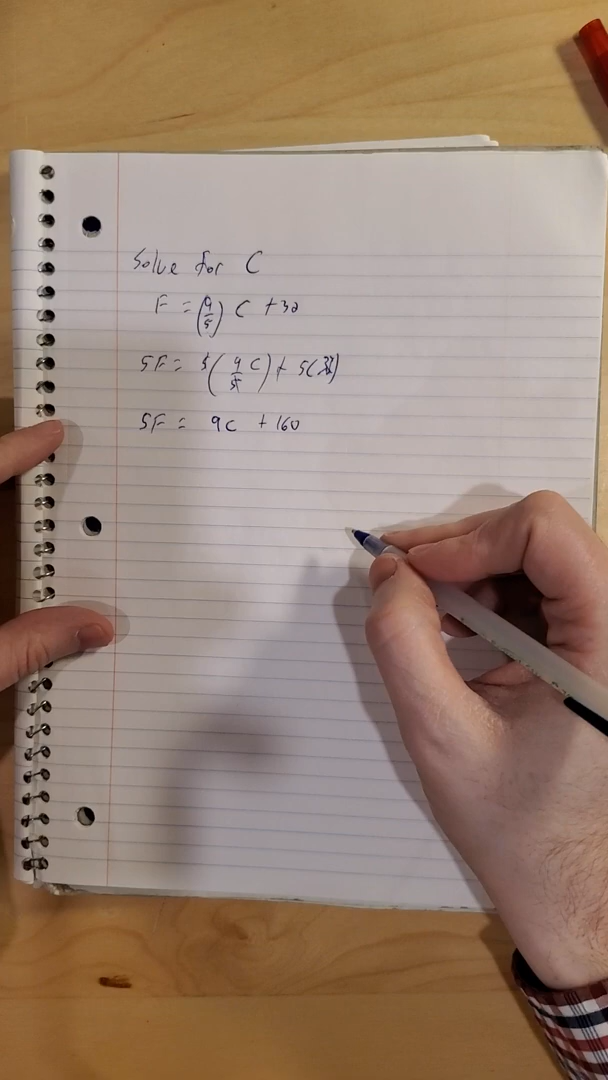 Solve for C
F = (9/5) C + 32
5F = 5(9/5 C) + 5(32)
5F = 9C + 160